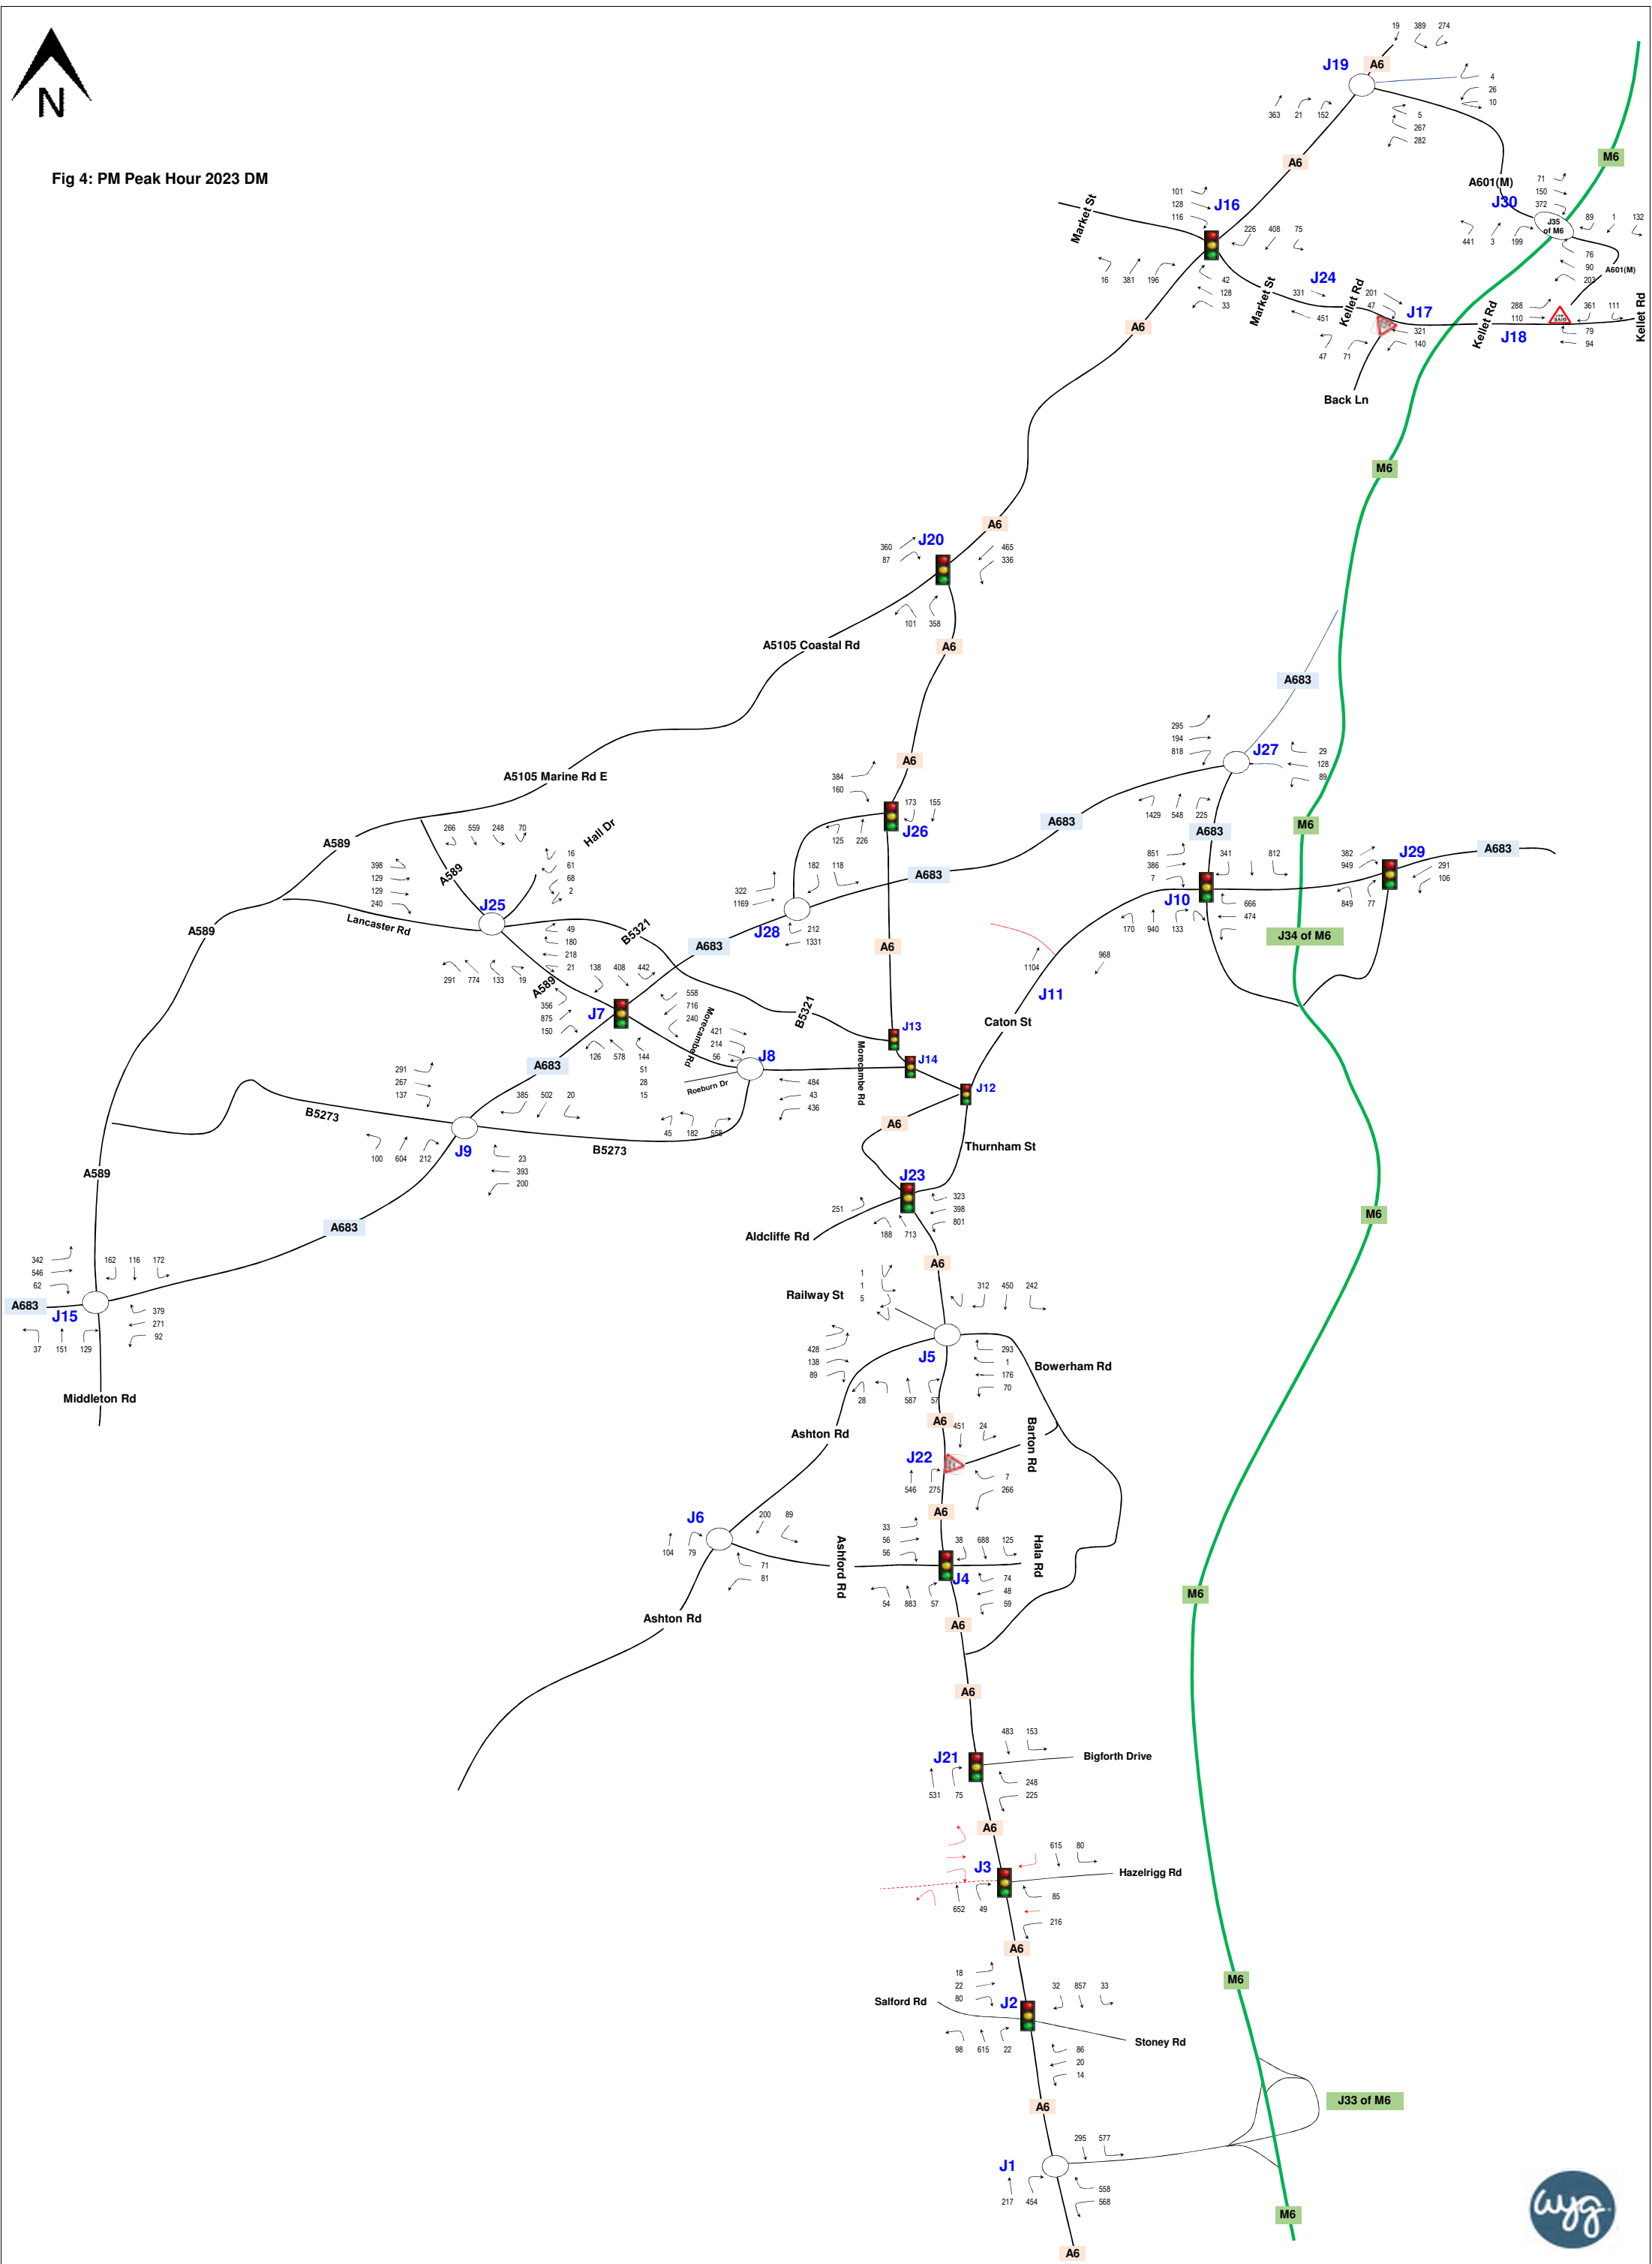 N
Fig 4: PM Peak Hour 2023 DM
19 389 274
J19
A6
4
26
10
363 21 152
5
267
282
A6
M6
A601(M)
J30
71
150
372
J35
of M6
89 1 132
441 3 199
76
90
203
A601(M)
Market St
101
128
116
J16
226 408 75
16 381 196
42
128
33
Market St
J24
331
451
Kellet Rd
201
47
J17
321
140
47 71
Back Ln
Kellet Rd
288
110
J18
361 111
79
94
Kellet Rd
A6
M6
A6
J20
360
87
465
336
101 358
A5105 Coastal Rd
A6
A683
295
194
818
J27
29
128
89
1429 548 225
A683
M6
A5105 Marine Rd E
A6
384
160
173 155
J26
125 226
A683
182 118
A683
322
1169
J28
212
1331
A683
851
386
7
341 812
J10
666
474
170 940 133
382
949
J29
291
106
849 77
A683
J34 of M6
A589
266 559 248 70
Hall Dr
16
61
68
2
398
129
129
240
A589
J25
Lancaster Rd
49
180
218
21
B5321
291 774 133 19
A589
A589
138 408 442
356
875
150
J7
558
716
240
126 578 144
Morecambe Rd
421
214
56
J8
51
28
15
Roeburn Dr
484
43
436
45 182 558
B5321
A6
J13
J14
Morecambe Rd
J12
Caton St
J11
1104
968
A683
291
267
137
385 502 20
B5273
100 604 212
J9
23
393
200
B5273
A6
Thurnham St
J23
251
323
398
801
188 713
Aldcliffe Rd
A589
A683
M6
342
546
62
162 116 172
A683
J15
379
271
92
37 151 129
Middleton Rd
A6
1
1
5
Railway St
312 450 242
428
138
89
J5
293
1
176
70
28 587 57
Bowerham Rd
Ashton Rd
A6
451 24
Barton Rd
J22
546 275
7
266
A6
J6
200 89
104 79
71
81
Ashford Rd
33
56
56
38 688 125
Hala Rd
J4
74
48
59
54 883 57
Ashton Rd
A6
M6
A6
483 153
J21
Bigforth Drive
531 75
248
225
A6
615 80
J3
Hazelrigg Rd
652 49
85
216
A6
18
22
80
Salford Rd
J2
32 857 33
Stoney Rd
98 615 22
86
20
14
M6
A6
J33 of M6
295 577
J1
217 454
558
568
M6
A6
wyg